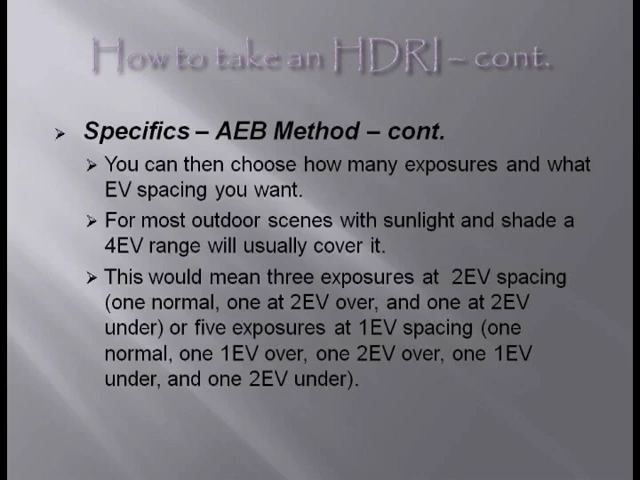 How to take an HDRI – cont.
➢ Specifics – AEB Method – cont.
➢ You can then choose how many exposures and what
EV spacing you want.
➢ For most outdoor scenes with sunlight and shade a
4EV range will usually cover it.
➢ This would mean three exposures at  2EV spacing
(one normal, one at 2EV over, and one at 2EV
under) or five exposures at 1EV spacing (one
normal, one 1EV over, one 2EV over, one 1EV
under, and one 2EV under).